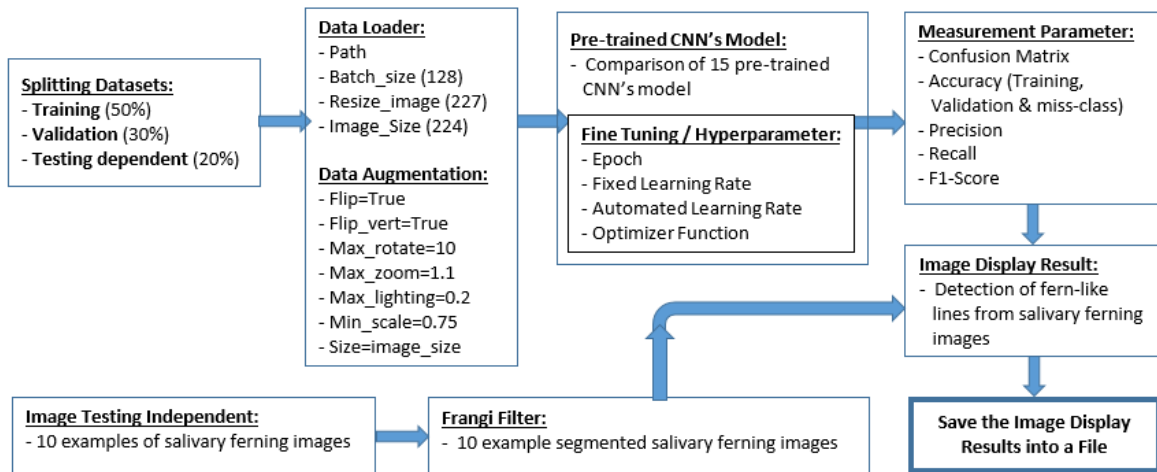 Splitting Datasets:
- Training (50%)
- Validation (30%)
- Testing dependent (20%)
Data Loader:
- Path
- Batch_size (128)
- Resize_image (227)
- Image_Size (224)
Data Augmentation:
- Flip=True
- Flip_vert=True
- Max_rotate=10
- Max_zoom=1.1
- Max_lighting=0.2
- Min_scale=0.75
- Size=image_size
Pre-trained CNN's Model:
- Comparison of 15 pre-trained
CNN's model
Fine Tuning / Hyperparameter:
- Epoch
- Fixed Learning Rate
- Automated Learning Rate
- Optimizer Function
Measurement Parameter:
- Confusion Matrix
- Accuracy (Training,
Validation & miss-class)
- Precision
- Recall
- F1-Score
Image Display Result:
- Detection of fern-like
lines from salivary ferning
images
Image Testing Independent:
- 10 examples of salivary ferning images
Frangi Filter:
- 10 example segmented salivary ferning images
Save the Image Display
Results into a File